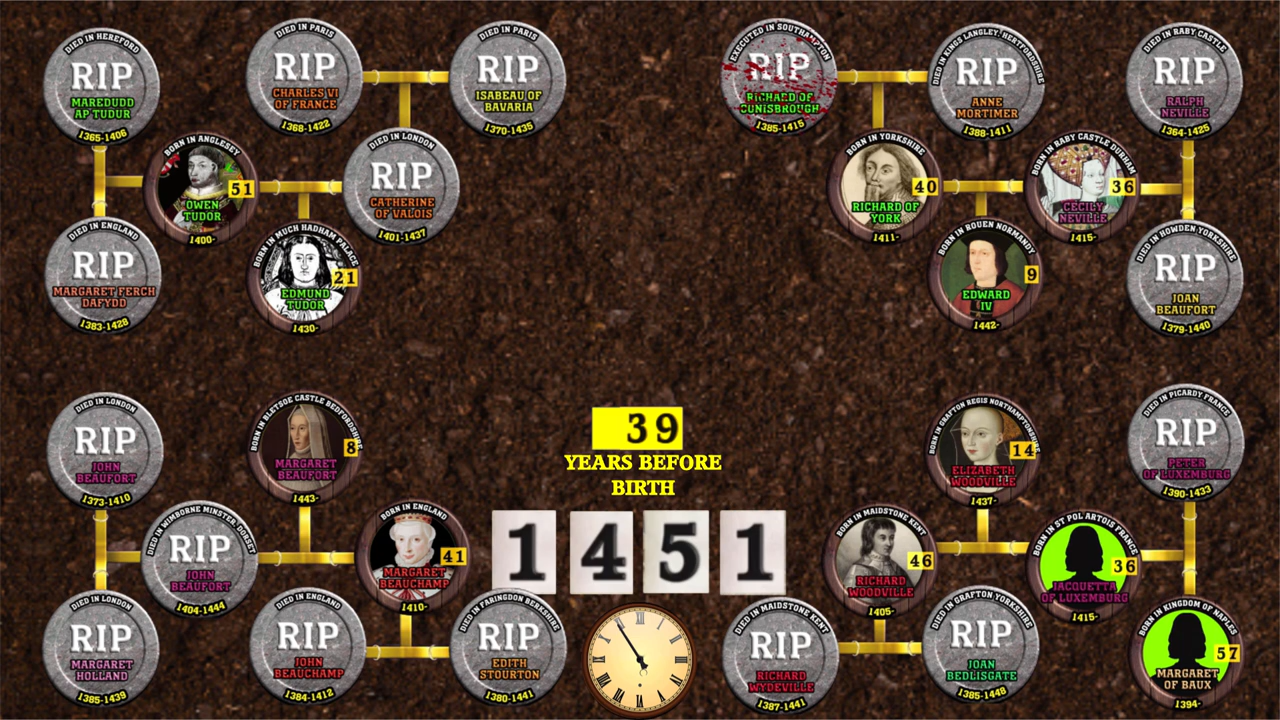 DIED IN HEREFORD
RIP
MAREDUDD
AP TUDUR
1365-1406
DIED IN PARIS
RIP
CHARLES VI
OF FRANCE
1368-1422
DIED IN PARIS
RIP
ISABEAU OF
BAVARIA
1370-1435
EXECUTED IN SOUTHAMPTON
RIP
RICHARD OF
CONISBROUGH
1385-1415
DIED IN KINGS LANGLEY, HERTFORDSHIRE
RIP
ANNE
MORTIMER
1388-1411
DIED IN RABY CASTLE
RIP
RALPH
NEVILLE
1364-1425
BORN IN ANGLESEY
51
OWEN
TUDOR
1400-
DIED IN LONDON
RIP
CATHERINE
OF VALOIS
1401-1437
BORN IN YORKSHIRE
40
RICHARD OF
YORK
1411-
BORN IN RABY CASTLE DURHAM
36
CECILY
NEVILLE
1415-
DIED IN ENGLAND
RIP
MARGARET FERCH
DAFYDD
1383-1428
BORN IN MUCH HADHAM PALACE
21
EDMUND
TUDOR
1430-
BORN IN ROUEN NORMANDY
9
EDWARD
IV
1442-
DIED IN HOWDEN YORKSHIRE
RIP
JOAN
BEAUFORT
1379-1440
DIED IN LONDON
RIP
JOHN
BEAUFORT
1373-1410
BORN IN BLETSOE CASTLE BEDFORDSHIRE
8
MARGARET
BEAUFORT
1443-
39
YEARS BEFORE
BIRTH
BORN IN GRAFTON REGIS NORTHAMPTONSHIRE
14
ELIZABETH
WOODVILLE
1437-
DIED IN PICARDY FRANCE
RIP
PETER
OF LUXEMBURG
1390-1433
DIED IN WIMBORNE MINSTER, DORSET
RIP
JOHN
BEAUFORT
1404-1444
BORN IN ENGLAND
41
MARGARET
BEAUCHAMP
1410-
1451
BORN IN MAIDSTONE KENT
46
RICHARD
WOODVILLE
1405-
BORN IN ST POL ARTOIS FRANCE
36
JACQUETTA
OF LUXEMBURG
1415-
DIED IN LONDON
RIP
MARGARET
HOLLAND
1385-1439
DIED IN ENGLAND
RIP
JOHN
BEAUCHAMP
1384-1412
DIED IN FARINGDON BERKSHIRE
RIP
EDITH
STOURTON
1380-1441
DIED IN MAIDSTONE KENT
RIP
RICHARD
WYDEVILLE
1387-1441
DIED IN GRAFTON YORKSHIRE
RIP
JOAN
BEDLISGATE
1385-1448
BORN IN KINGDOM OF NAPLES
57
MARGARET
OF BAUX
1394-